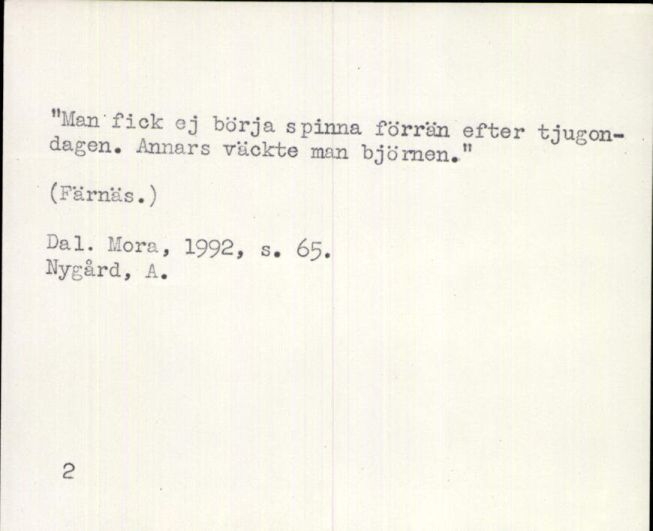 "Man fick ej börja spinna förrän efter tjugon-
dagen. Annars väckte man björnen."
(Färnäs.)
Dal. Mora, 1992, s. 65.
Nygård, A.
2